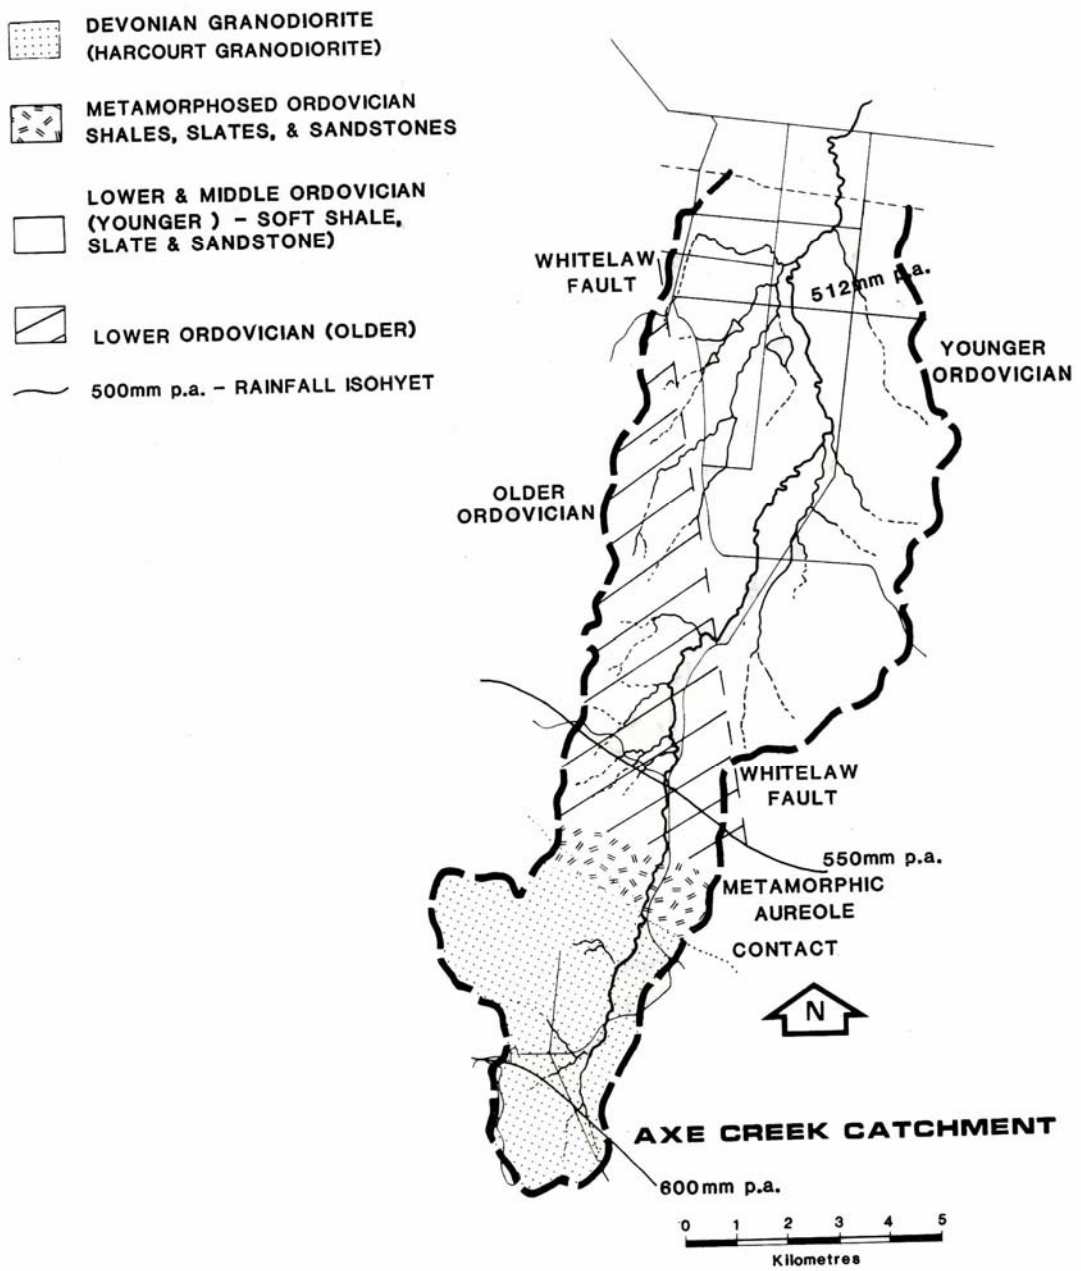 DEVONIAN GRANODIORITE
(HARCOURT GRANODIORITE)
METAMORPHOSED ORDOVICIAN
SHALES, SLATES, & SANDSTONES
LOWER & MIDDLE ORDOVICIAN
(YOUNGER ) - SOFT SHALE,
SLATE & SANDSTONE)
LOWER ORDOVICIAN (OLDER)
500mm p.a. - RAINFALL ISOHYET
WHITELAW
FAULT
512mm p.a.
YOUNGER
ORDOVICIAN
OLDER
ORDOVICIAN
WHITELAW
FAULT
550mm p.a.
METAMORPHIC
AUREOLE
CONTACT
N
AXE CREEK CATCHMENT
600mm p.a.
0 1 2 3 4 5
Kilometres